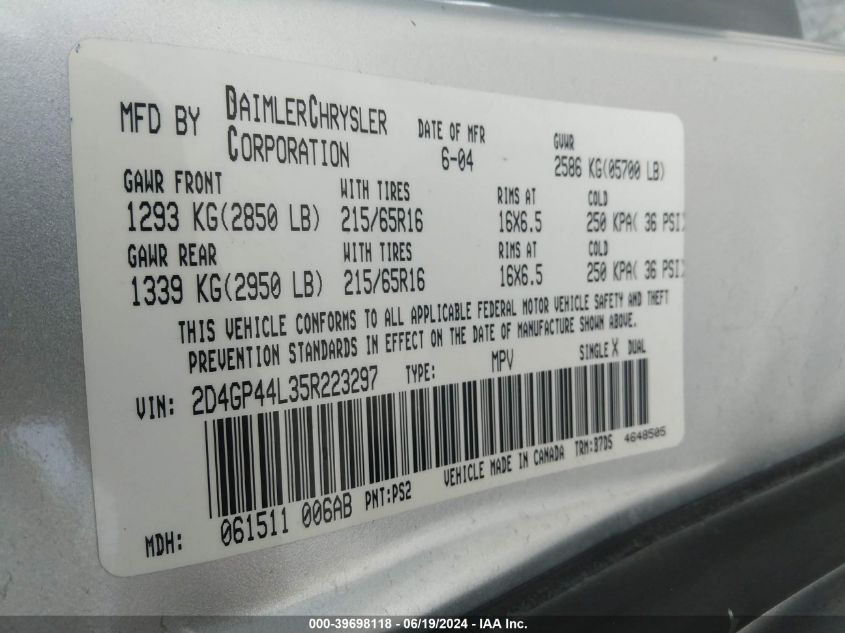 MFD BY DAIMLERCHRYSLER CORPORATION DATE OF MFR 6-04 GVWR 2586 KG(05700 LB)
GAWR FRONT WITH TIRES RIMS AT COLD
1293 KG(2850 LB) 215/65R16 16X6.5 250 KPA( 36 PSI)
GAWR REAR WITH TIRES RIMS AT COLD
1339 KG(2950 LB) 215/65R16 16X6.5 250 KPA( 36 PSI)
THIS VEHICLE CONFORMS TO ALL APPLICABLE FEDERAL MOTOR VEHICLE SAFETY AND THEFT
PREVENTION STANDARDS IN EFFECT ON THE DATE OF MANUFACTURE SHOWN ABOVE.
VIN: 2D4GP44L35R223297 TYPE: MPV SINGLE X DUAL
MDH: 061511 006AB PNT:PS2 VEHICLE MADE IN CANADA TRM:B7D5 4648505
000-39698118 - 06/19/2024 - IAA Inc.